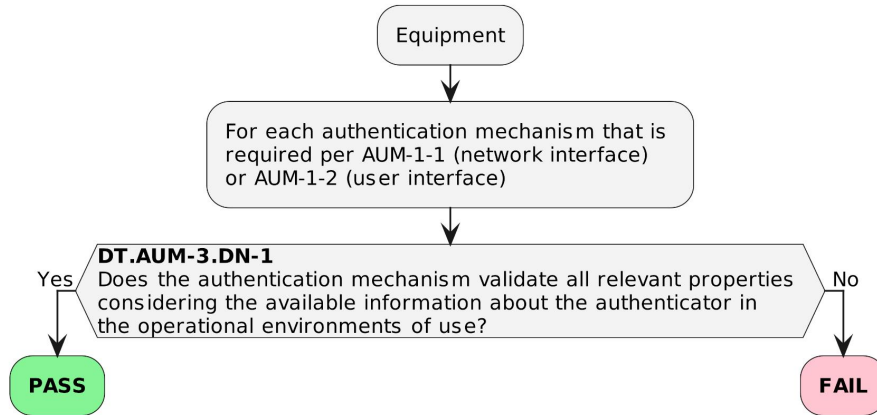 Equipment
For each authentication mechanism that is
required per AUM-1-1 (network interface)
or AUM-1-2 (user interface)
DT.AUM-3.DN-1
Yes
Does the authentication mechanism validate all relevant properties
No
considering the available information about the authenticator in
the operational environments of use?
PASS
FAIL